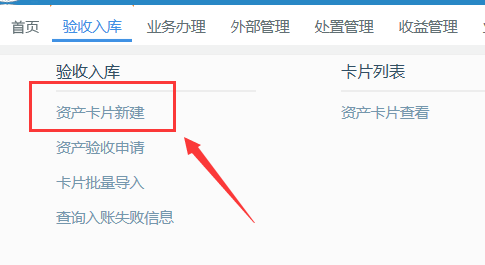 首页 验收入库 业务办理 外部管理 处置管理 收益管理
验收入库 卡片列表
资产卡片新建 资产卡片查看
资产验收申请
卡片批量导入
查询入账失败信息